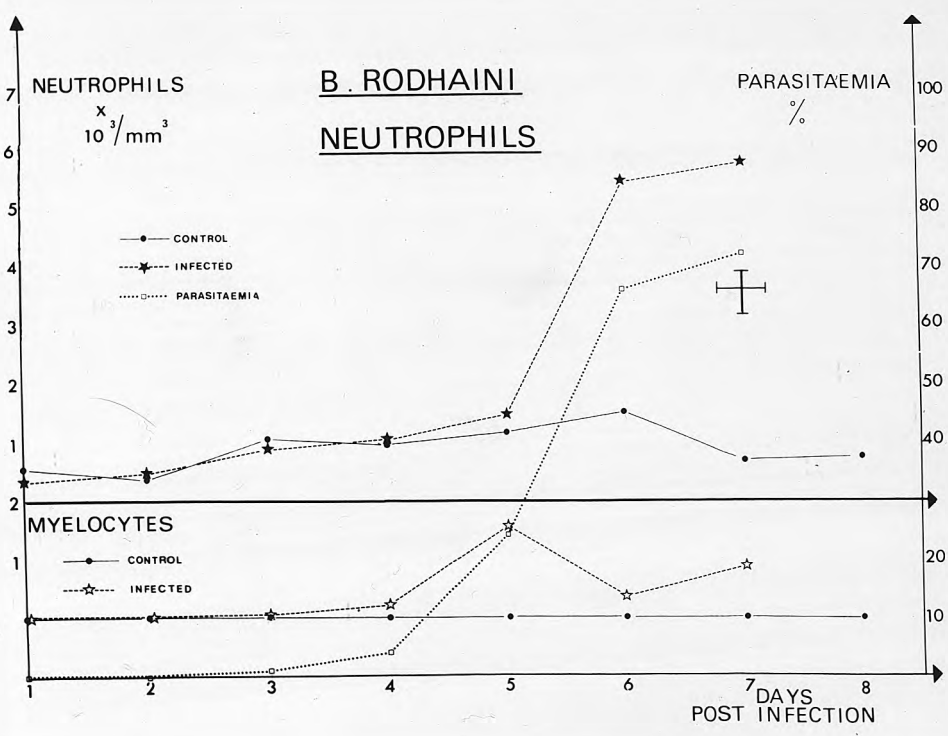 B. RODHAINI
NEUTROPHILS
NEUTROPHILS
x
10³/mm³
PARASITAEMIA
%
7
6
5
4
3
2
1
CONTROL
INFECTED
PARASITAEMIA
100
90
80
70
60
50
40
20
10
2
MYELOCYTES
1
CONTROL
INFECTED
1 2 3 4 5 6 7 8
DAYS
POST INFECTION